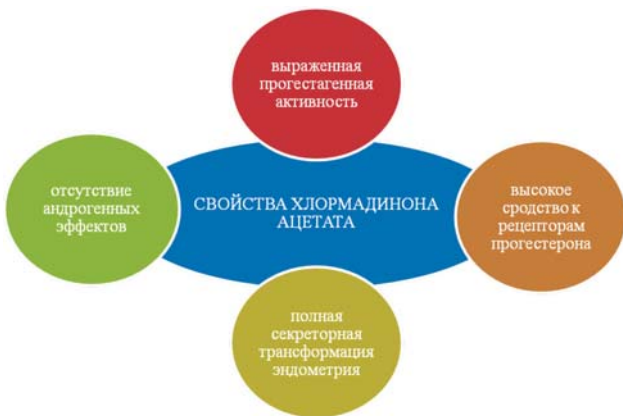 выраженная
прогестагенная
активность
отсутствие
андрогенных
эффектов
СВОЙСТВА ХЛОРМАДИНОНА
АЦЕТАТА
высокое
сродство к
рецепторам
прогестерона
полная
секреторная
трансформация
эндометрия